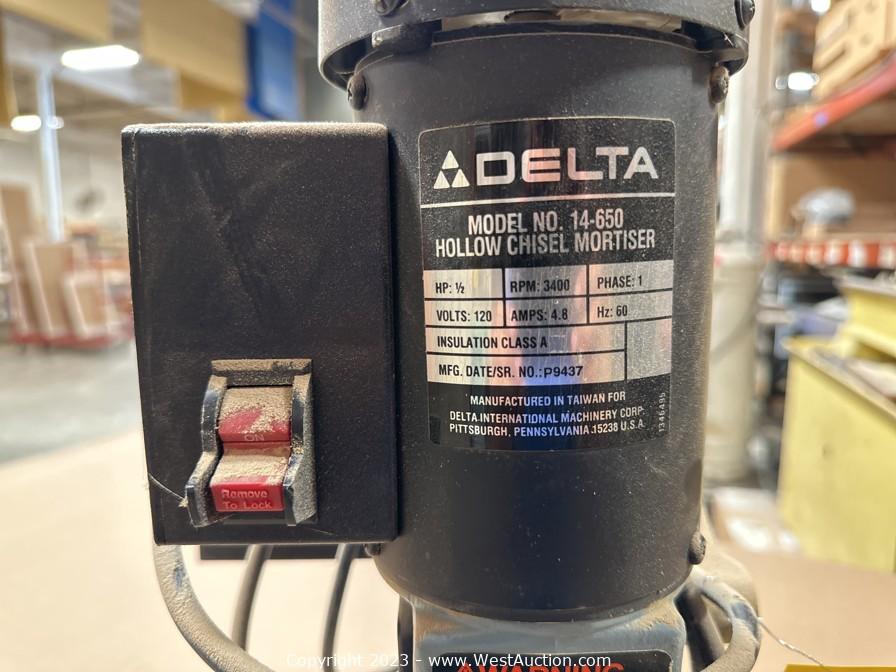 DELTA
MODEL NO. 14-650
HOLLOW CHISEL MORTISER
HP: ½ RPM: 3400 PHASE: 1
VOLTS: 120 AMPS: 4.8 Hz: 60
INSULATION CLASS A
MFG. DATE/SR. NO.: P9437
MANUFACTURED IN TAIWAN FOR
DELTA INTERNATIONAL MACHINERY CORP.
PITTSBURGH, PENNSYLVANIA 15238 U.S.A.
1346495
ON
Remove
To Lock
WARNING
Copyright 2023 - www.WestAuction.com